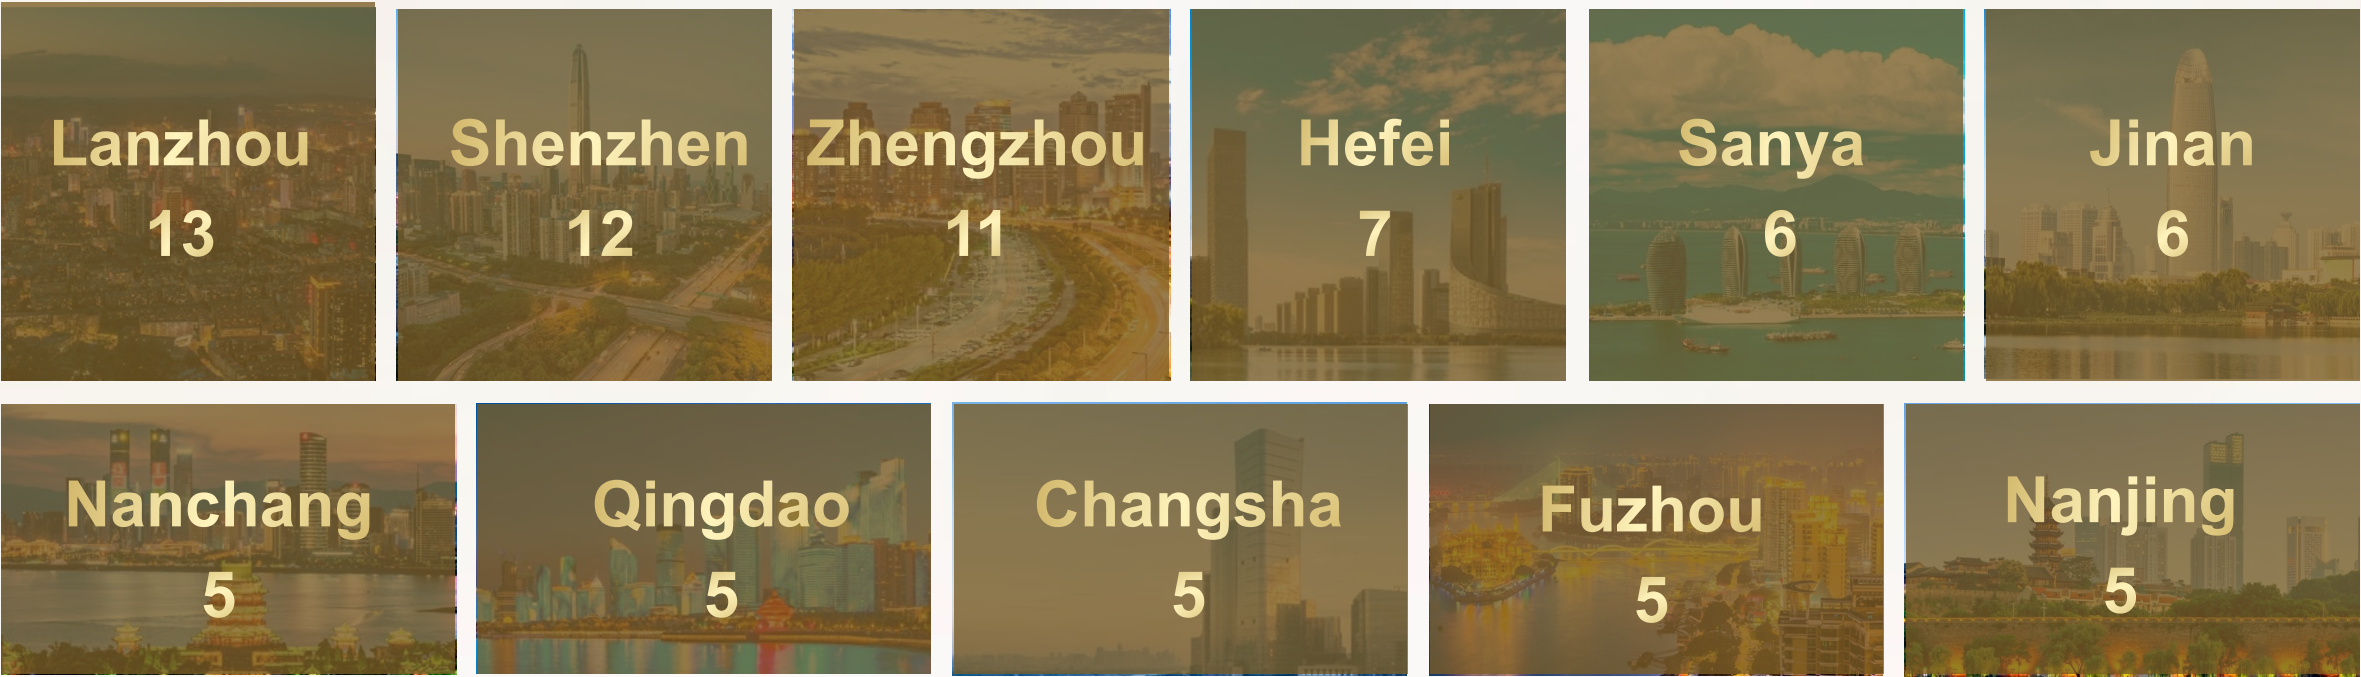 Lanzhou
13
Shenzhen
12
Zhengzhou
11
Hefei
7
Sanya
6
Jinan
6
Nanchang
5
Qingdao
5
Changsha
5
Fuzhou
5
Nanjing
5